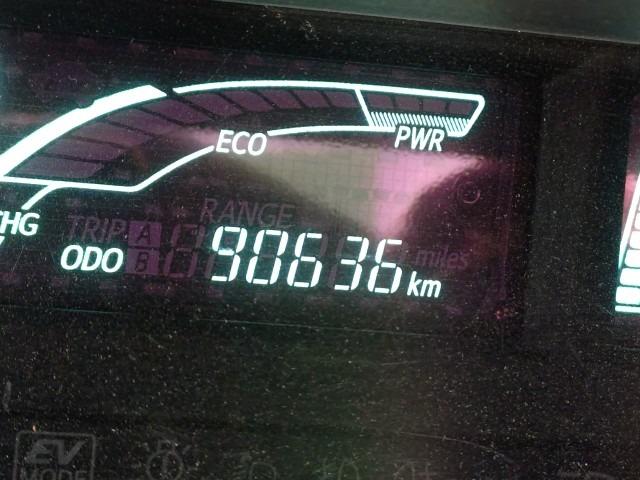 ECO
PWR
CHG
RANGE
TRIP A
ODO B 90636 km
miles
EV
MODE